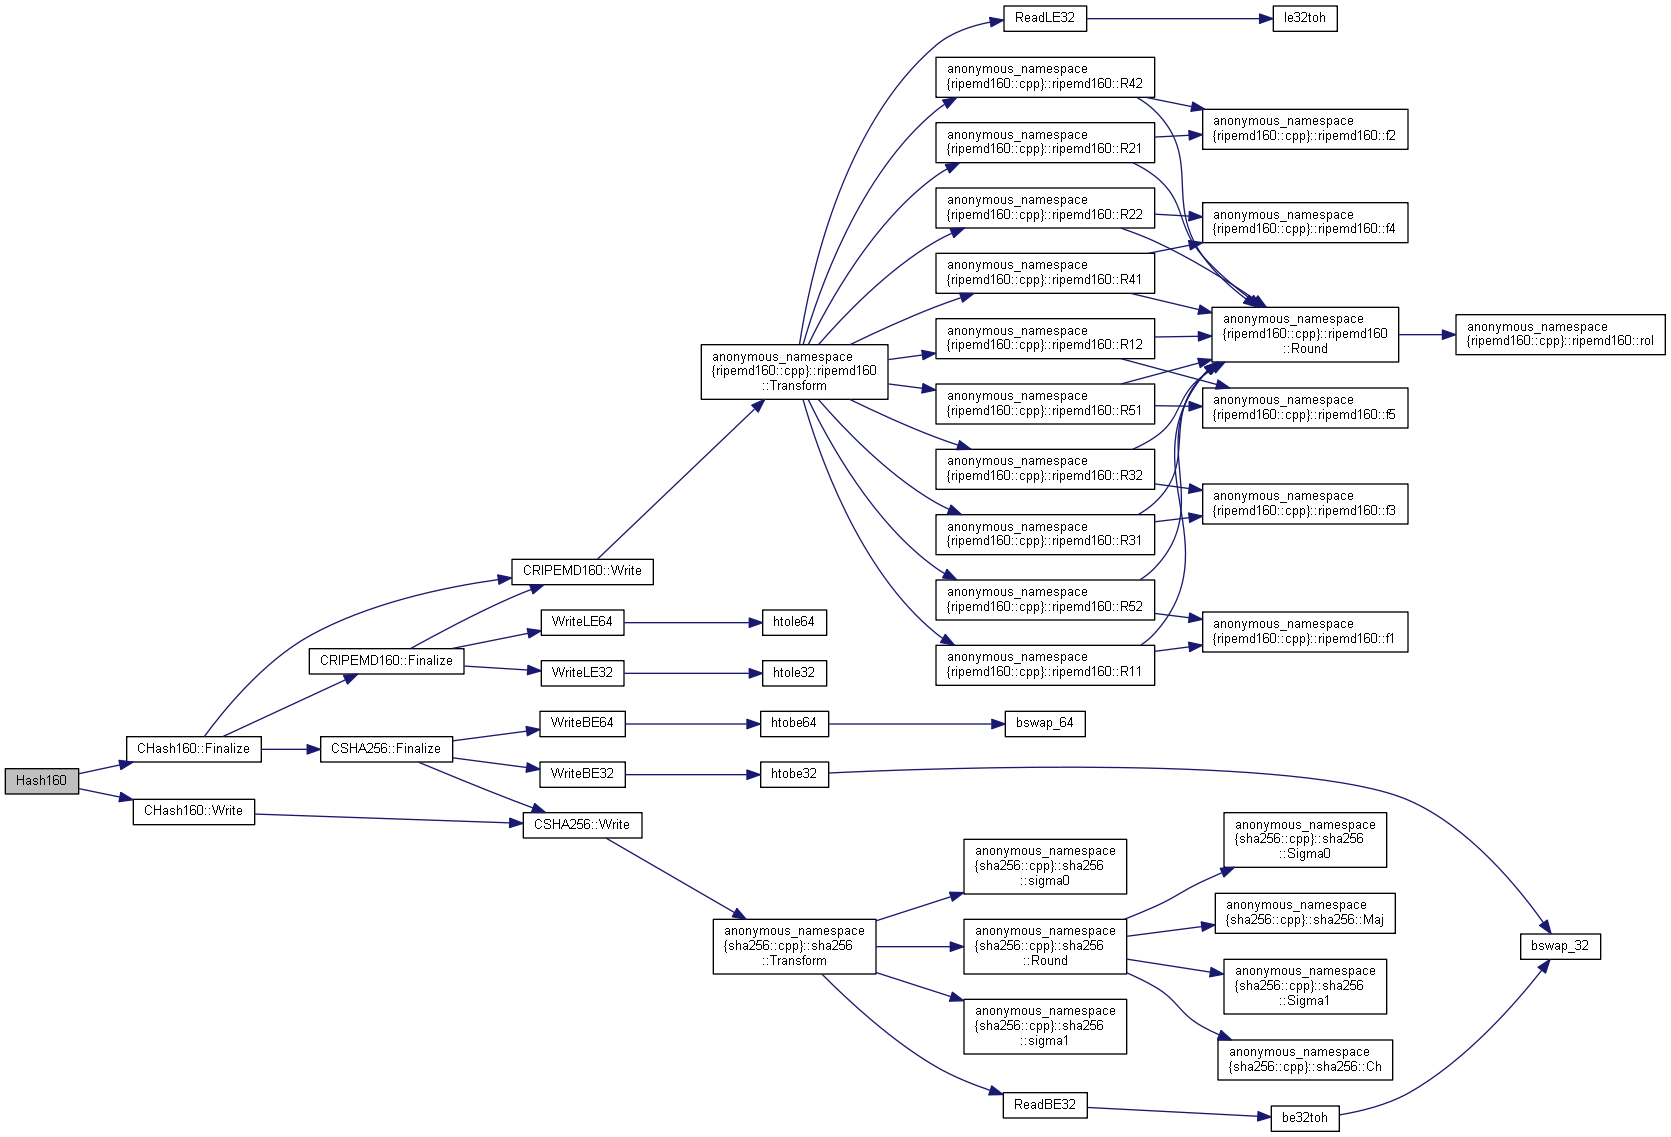 Hash160
CHash160::Finalize
CHash160::Write
CRIPEMD160::Finalize
CSHA256::Finalize
CRIPEMD160::Write
WriteLE64
WriteLE32
WriteBE64
WriteBE32
CSHA256::Write
anonymous_namespace
{ripemd160::cpp}::ripemd160
::Transform
htole64
htole32
htobe64
htobe32
anonymous_namespace
{sha256::cpp}::sha256
::Transform
ReadLE32
anonymous_namespace
{ripemd160::cpp}::ripemd160::R42
anonymous_namespace
{ripemd160::cpp}::ripemd160::R21
anonymous_namespace
{ripemd160::cpp}::ripemd160::R22
anonymous_namespace
{ripemd160::cpp}::ripemd160::R41
anonymous_namespace
{ripemd160::cpp}::ripemd160::R12
anonymous_namespace
{ripemd160::cpp}::ripemd160::R51
anonymous_namespace
{ripemd160::cpp}::ripemd160::R32
anonymous_namespace
{ripemd160::cpp}::ripemd160::R31
anonymous_namespace
{ripemd160::cpp}::ripemd160::R52
anonymous_namespace
{ripemd160::cpp}::ripemd160::R11
bswap_64
anonymous_namespace
{sha256::cpp}::sha256
::sigma0
anonymous_namespace
{sha256::cpp}::sha256
::Round
anonymous_namespace
{sha256::cpp}::sha256
::sigma1
ReadBE32
le32toh
anonymous_namespace
{ripemd160::cpp}::ripemd160::f2
anonymous_namespace
{ripemd160::cpp}::ripemd160::f4
anonymous_namespace
{ripemd160::cpp}::ripemd160
::Round
anonymous_namespace
{ripemd160::cpp}::ripemd160::f5
anonymous_namespace
{ripemd160::cpp}::ripemd160::f3
anonymous_namespace
{ripemd160::cpp}::ripemd160::f1
anonymous_namespace
{sha256::cpp}::sha256
::Sigma0
anonymous_namespace
{sha256::cpp}::sha256::Maj
anonymous_namespace
{sha256::cpp}::sha256
::Sigma1
anonymous_namespace
{sha256::cpp}::sha256::Ch
be32toh
anonymous_namespace
{ripemd160::cpp}::ripemd160::rol
bswap_32